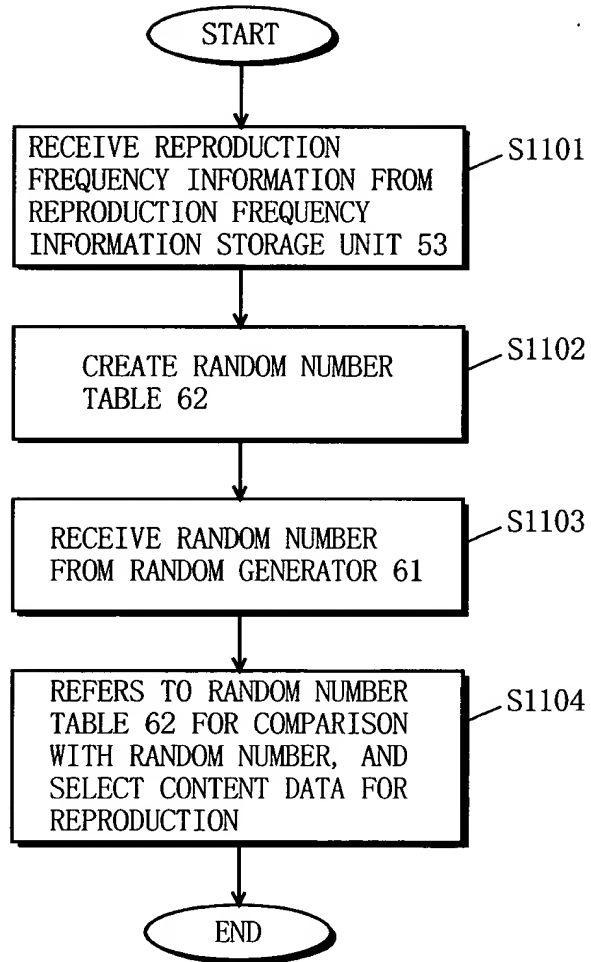 START
RECEIVE REPRODUCTION
FREQUENCY INFORMATION FROM
REPRODUCTION FREQUENCY
INFORMATION STORAGE UNIT 53
S1101
CREATE RANDOM NUMBER
TABLE 62
S1102
RECEIVE RANDOM NUMBER
FROM RANDOM GENERATOR 61
S1103
REFERS TO RANDOM NUMBER
TABLE 62 FOR COMPARISON
WITH RANDOM NUMBER, AND
SELECT CONTENT DATA FOR
REPRODUCTION
S1104
END